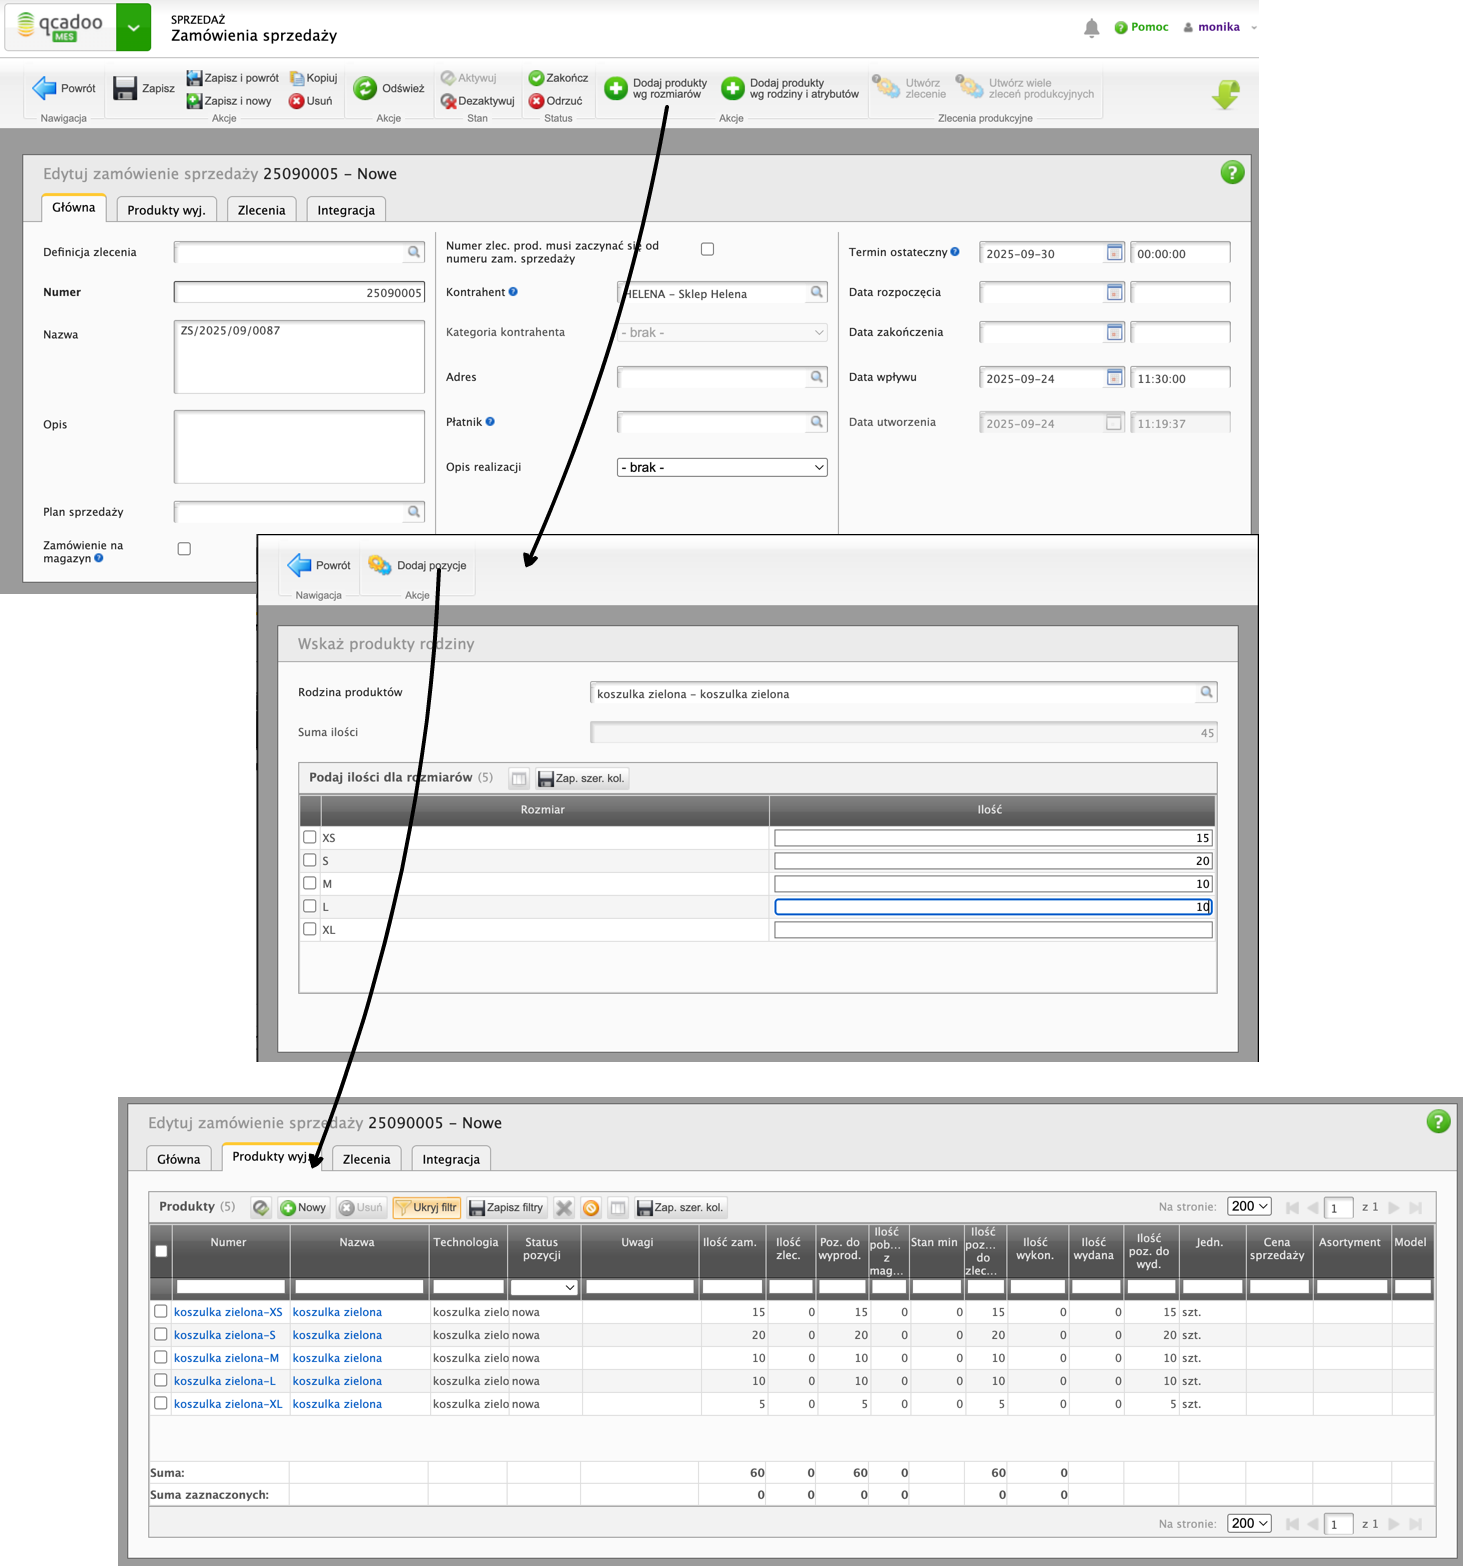 qcadoo
MES
SPRZEDAŻ
Zamówienia sprzedaży
Pomoc
monika
Powrót
Nawigacja
Zapisz
Zapisz i powrót
Zapisz i nowy
Kopiuj
Usuń
Akcje
Odśwież
Akcje
Aktywuj
Dezaktywuj
Stan
Zakończ
Odrzuć
Status
Dodaj produkty
wg rozmiarów
Dodaj produkty
wg rodziny i atrybutów
Akcje
Utwórz
zlecenie
Utwórz wiele
zleceń produkcyjnych
Zlecenia produkcyjne
Edytuj zamówienie sprzedaży 25090005 - Nowe
Główna
Produkty wyj.
Zlecenia
Integracja
Definicja zlecenia
Numer 25090005
Nazwa ZS/2025/09/0087
Opis
Plan sprzedaży
Zamówienie na
magazyn
Numer zlec. prod. musi zaczynać się od
numeru zam. sprzedaży
Kontrahent HELENA - Sklep Helena
Kategoria kontrahenta - brak -
Adres
Płatnik
Opis realizacji - brak -
Termin ostateczny 2025-09-30 00:00:00
Data rozpoczęcia
Data zakończenia
Data wpływu 2025-09-24 11:30:00
Data utworzenia 2025-09-24 11:19:37
Powrót
Nawigacja
Dodaj pozycje
Akcje
Wskaż produkty rodziny
Rodzina produktów koszulka zielona - koszulka zielona
Suma ilości 45
Podaj ilości dla rozmiarów (5) Zap. szer. kol.
Rozmiar Ilość
XS 15
S 20
M 10
L 10
XL
Edytuj zamówienie sprzedaży 25090005 - Nowe
Główna
Produkty wyj.
Zlecenia
Integracja
Produkty (5) Nowy Usuń Ukryj filtr Zapisz filtry Zap. szer. kol. Na stronie: 200 1 z 1
Numer
Nazwa
Technologia
Status
pozycji
Uwagi
Ilość zam.
Ilość
zlec.
Poz. do
wyprod.
Ilość
pob...
z
mag...
Stan min
Ilość
poz...
do
zlec...
Ilość
wykon.
Ilość
wydana
Ilość
poz. do
wyd.
Jedn.
Cena
sprzedaży
Asortyment
Model
koszulka zielona-XS koszulka zielona koszulka zielo nowa 15 0 15 0 0 15 0 0 15 szt.
koszulka zielona-S koszulka zielona koszulka zielo nowa 20 0 20 0 0 20 0 0 20 szt.
koszulka zielona-M koszulka zielona koszulka zielo nowa 10 0 10 0 0 10 0 0 10 szt.
koszulka zielona-L koszulka zielona koszulka zielo nowa 10 0 10 0 0 10 0 0 10 szt.
koszulka zielona-XL koszulka zielona koszulka zielo nowa 5 0 5 0 0 5 0 0 5 szt.
Suma: 60 0 60 0 60 0
Suma zaznaczonych: 0 0 0 0 0 0
Na stronie: 200 1 z 1